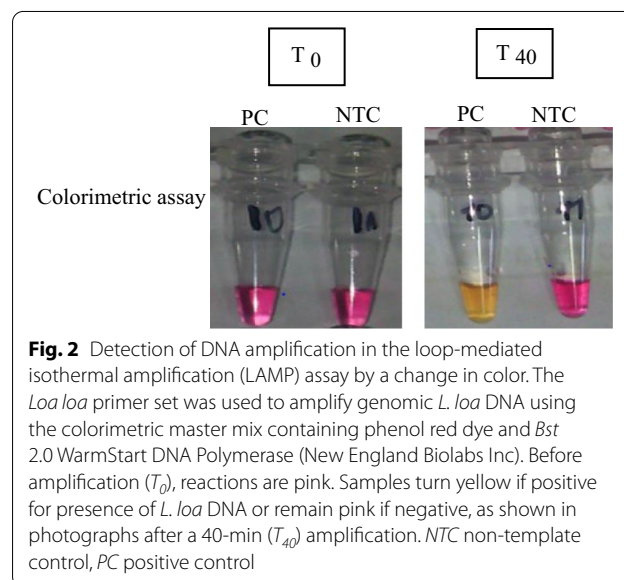 T 0 T 40
PC NTC PC NTC
Colorimetric assay
Fig. 2 Detection of DNA amplification in the loop-mediated
isothermal amplification (LAMP) assay by a change in color. The
Loa loa primer set was used to amplify genomic L. loa DNA using
the colorimetric master mix containing phenol red dye and Bst
2.0 WarmStart DNA Polymerase (New England Biolabs Inc). Before
amplification (T0), reactions are pink. Samples turn yellow if positive
for presence of L. loa DNA or remain pink if negative, as shown in
photographs after a 40-min (T40) amplification. NTC non-template
control, PC positive control